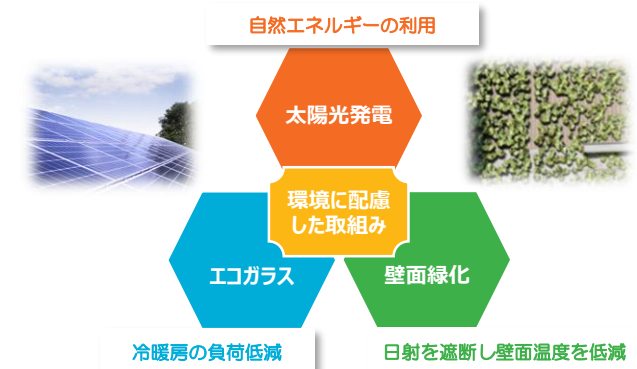 自然エネルギーの利用
太陽光発電
環境に配慮
した取組み
エコガラス
壁面緑化
冷暖房の負荷低減
日射を遮断し壁面温度を低減